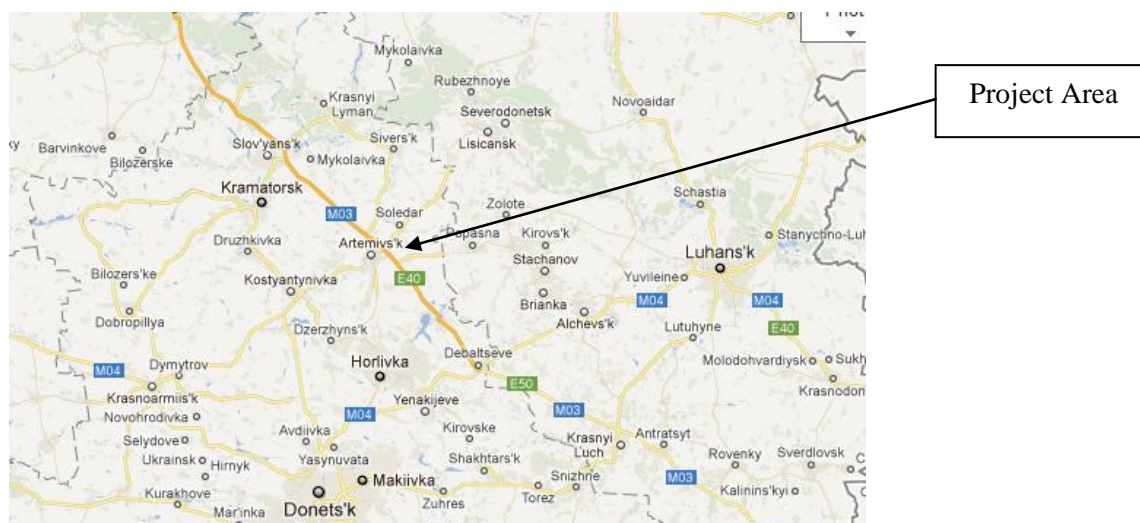 Mykolaivka
Rubezhnoye
Project Area
Krasnyi
Lyman
Novoaidar
Severodonetsk
Barvinkove
Bilozerske
Slov'yans'k
Sivers'k
Lisicansk
Mykolaivka
Kramatorsk
Schastia
M03
Soledar
Zolote
Druzhkivka
Artemivs'k
Popasna
Kirovs'k
Stanychno-Luh
Luhans'k
Stachanov
Bilozers'ke
Kostyantynivka
E40
Yuvileine
M04
M04
Brianka
Dobropillya
Alchevs'k
E40
Dzerzhyns'k
Lutuhyne
Debaltseve
Molodohvardiysk
Sukh
Dymytrov
Horlivka
M04
E50
Krasnodon
Krasnoarmiis'k
Yenakijeve
M03
Novohrodivka
M04
Avdiivka
Kirovske
Krasnyi
Luch
Antratsyt
Selydove
Yasynuvata
Shakhtars'k
Rovenky
Sverdlovsk
C
Ukrainsk
Hirnyk
Makiivka
Snizhne
M03
Kurakhove
Zuhres
Torez
Kalinins'kyi
Mar'inka
Donets'k